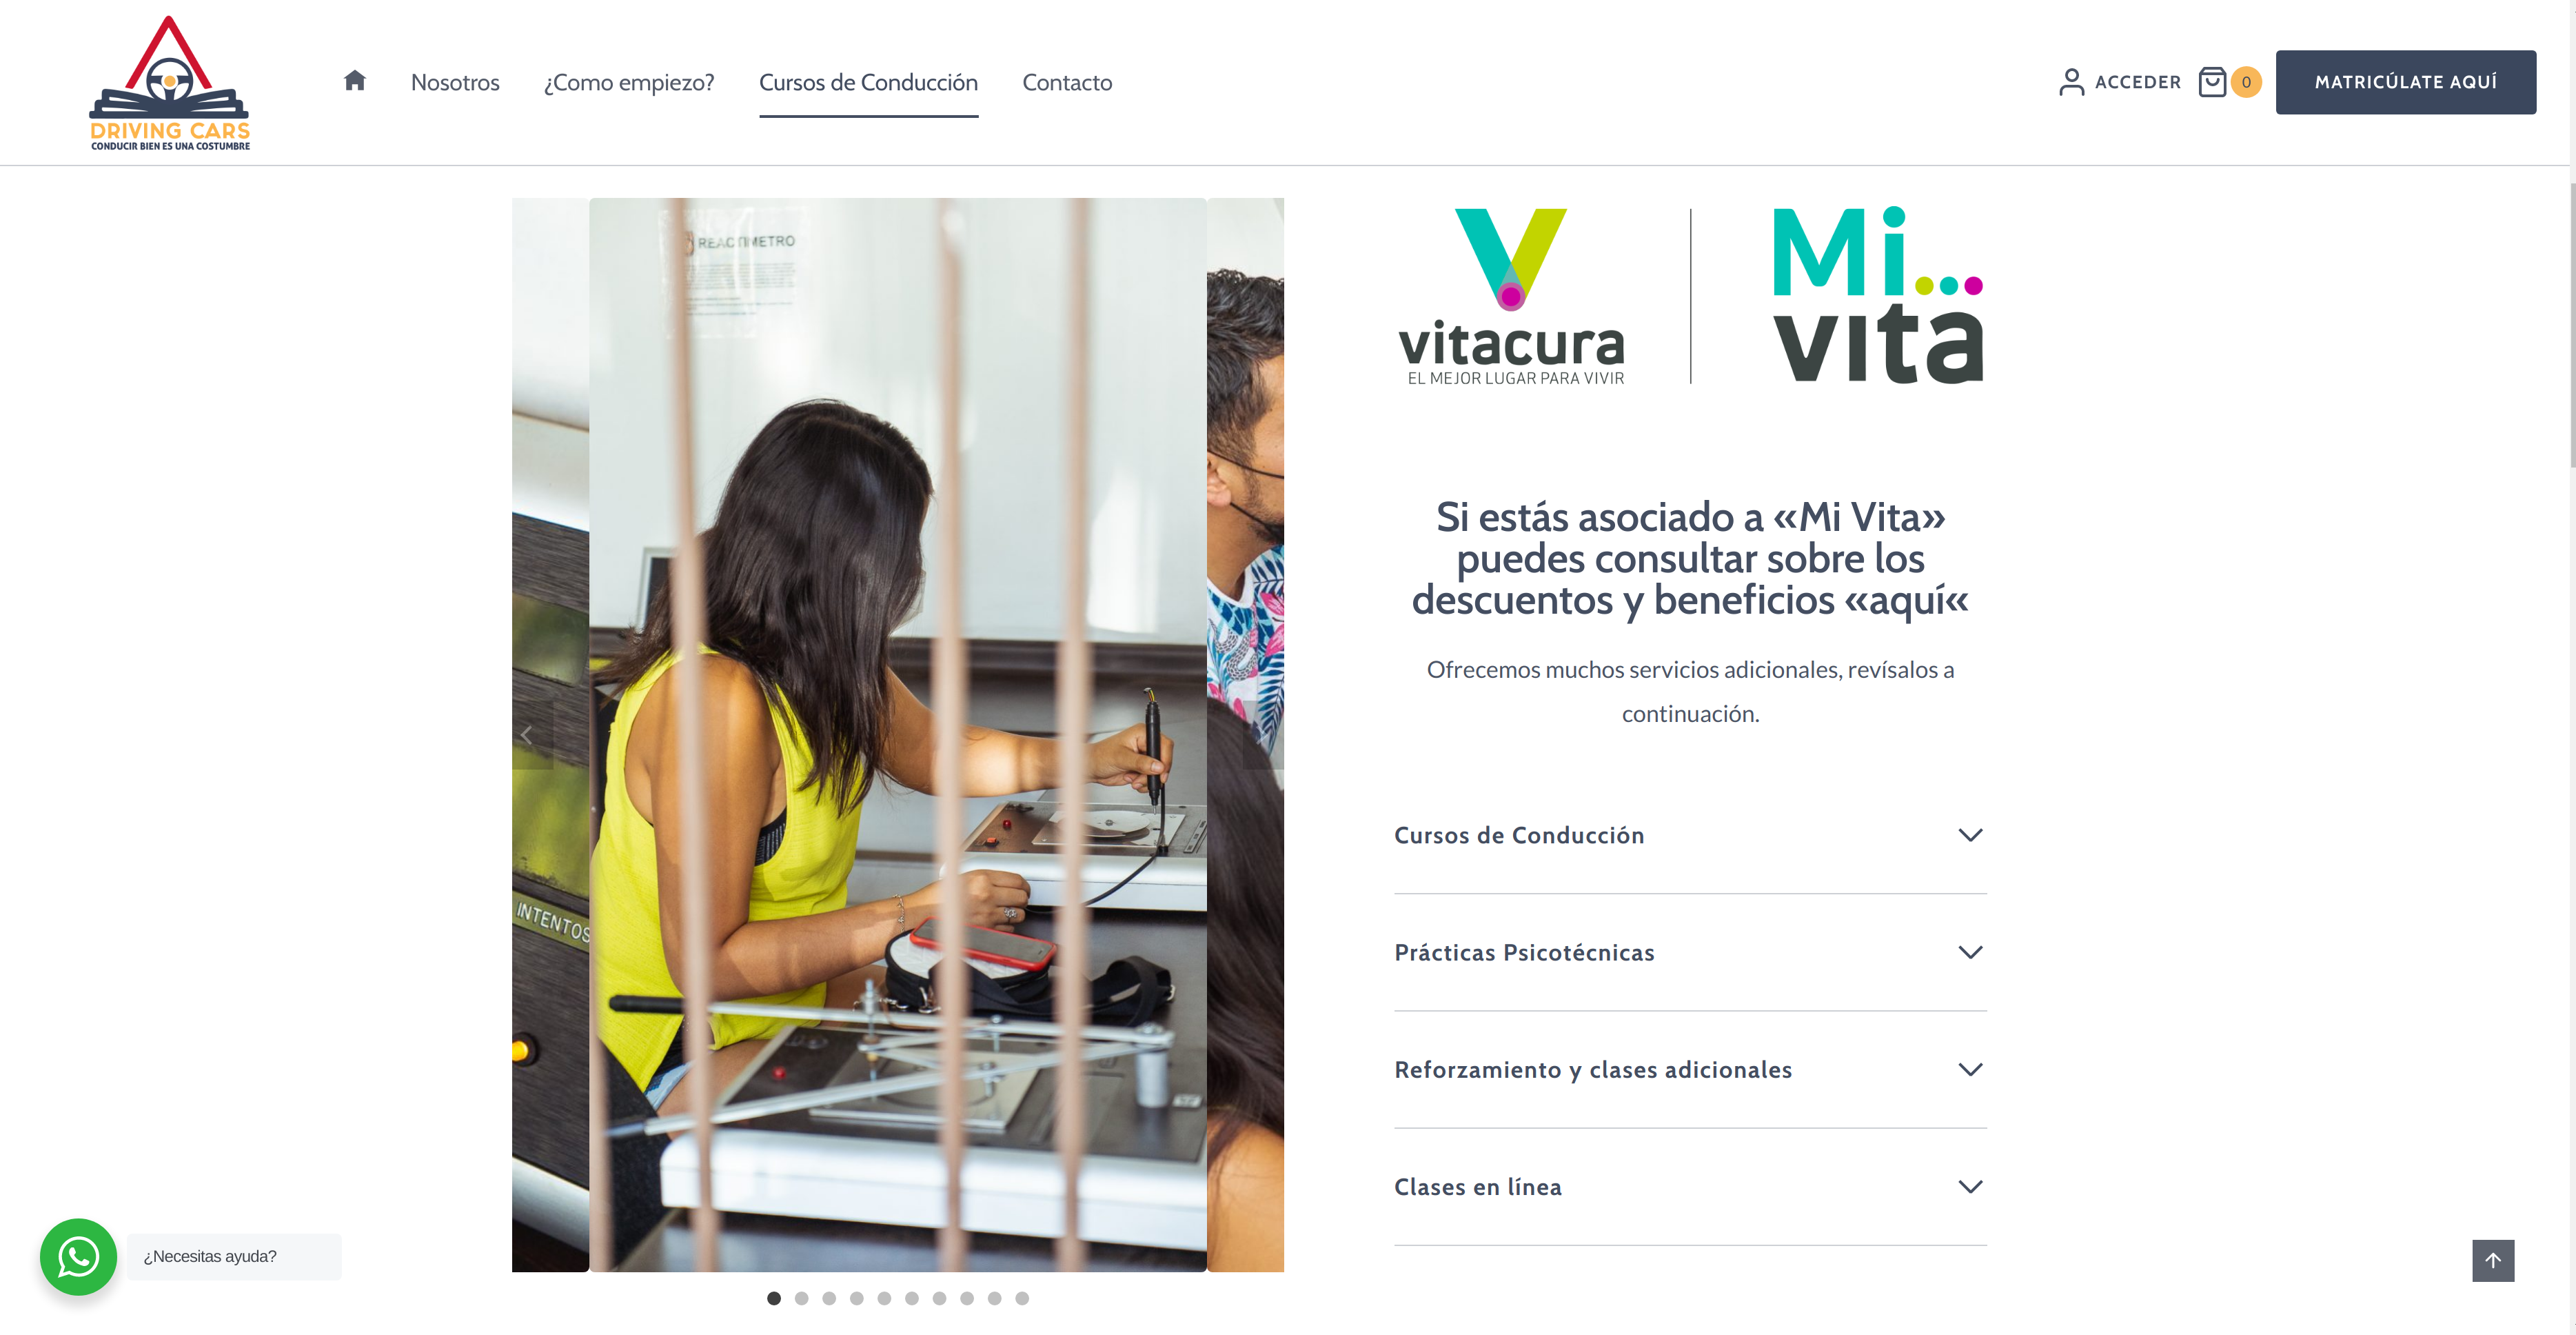 DRIVING CARS
CONDUCIR BIEN ES UNA COSTUMBRE
Nosotros
¿Como empiezo?
Cursos de Conducción
Contacto
ACCEDER
0
MATRICÚLATE AQUÍ
REACTIMETRO
INTENTOS
V
vitacura
EL MEJOR LUGAR PARA VIVIR
Mi...
vita
Si estás asociado a «Mi Vita»
puedes consultar sobre los
descuentos y beneficios «aquí«
Ofrecemos muchos servicios adicionales, revísalos a
continuación.
Cursos de Conducción
Prácticas Psicotécnicas
Reforzamiento y clases adicionales
Clases en línea
¿Necesitas ayuda?